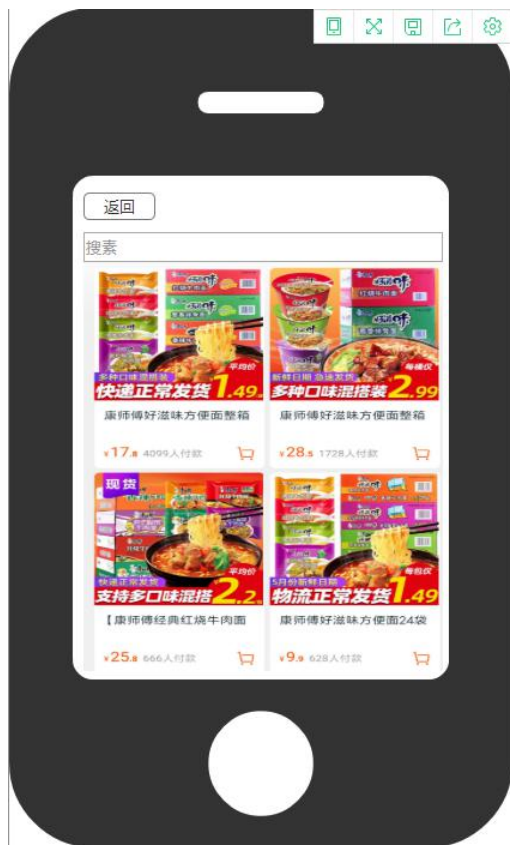 返回
搜素
多种口味混搭装
快递正常发货
平均价
1.49
新鲜日期 急速发货
多种口味混搭装
每桶仅
2.99
康师傅好滋味方便面整箱
康师傅好滋味方便面整箱
¥17.8 4099人付款
¥28.5 1728人付款
现货
快递正常发货
支持多口味混搭
平均价
2.2
5月份新鲜日期
物流正常发货
每包仅
1.49
【康师傅经典红烧牛肉面
康师傅好滋味方便面24袋
¥25.8 666人付款
¥9.9 628人付款